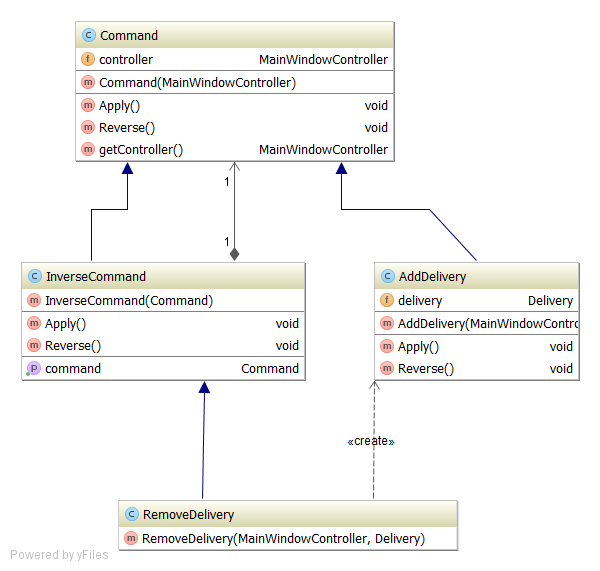 C Command
f controller MainWindowController
m Command(MainWindowController)
m Apply() void
m Reverse() void
m getController() MainWindowController
1
1
C InverseCommand
m InverseCommand(Command)
m Apply() void
m Reverse() void
P command Command
C AddDelivery
f delivery Delivery
m AddDelivery(MainWindowContro
m Apply() void
m Reverse() void
«create»
C RemoveDelivery
m RemoveDelivery(MainWindowController, Delivery)
Powered by yFiles